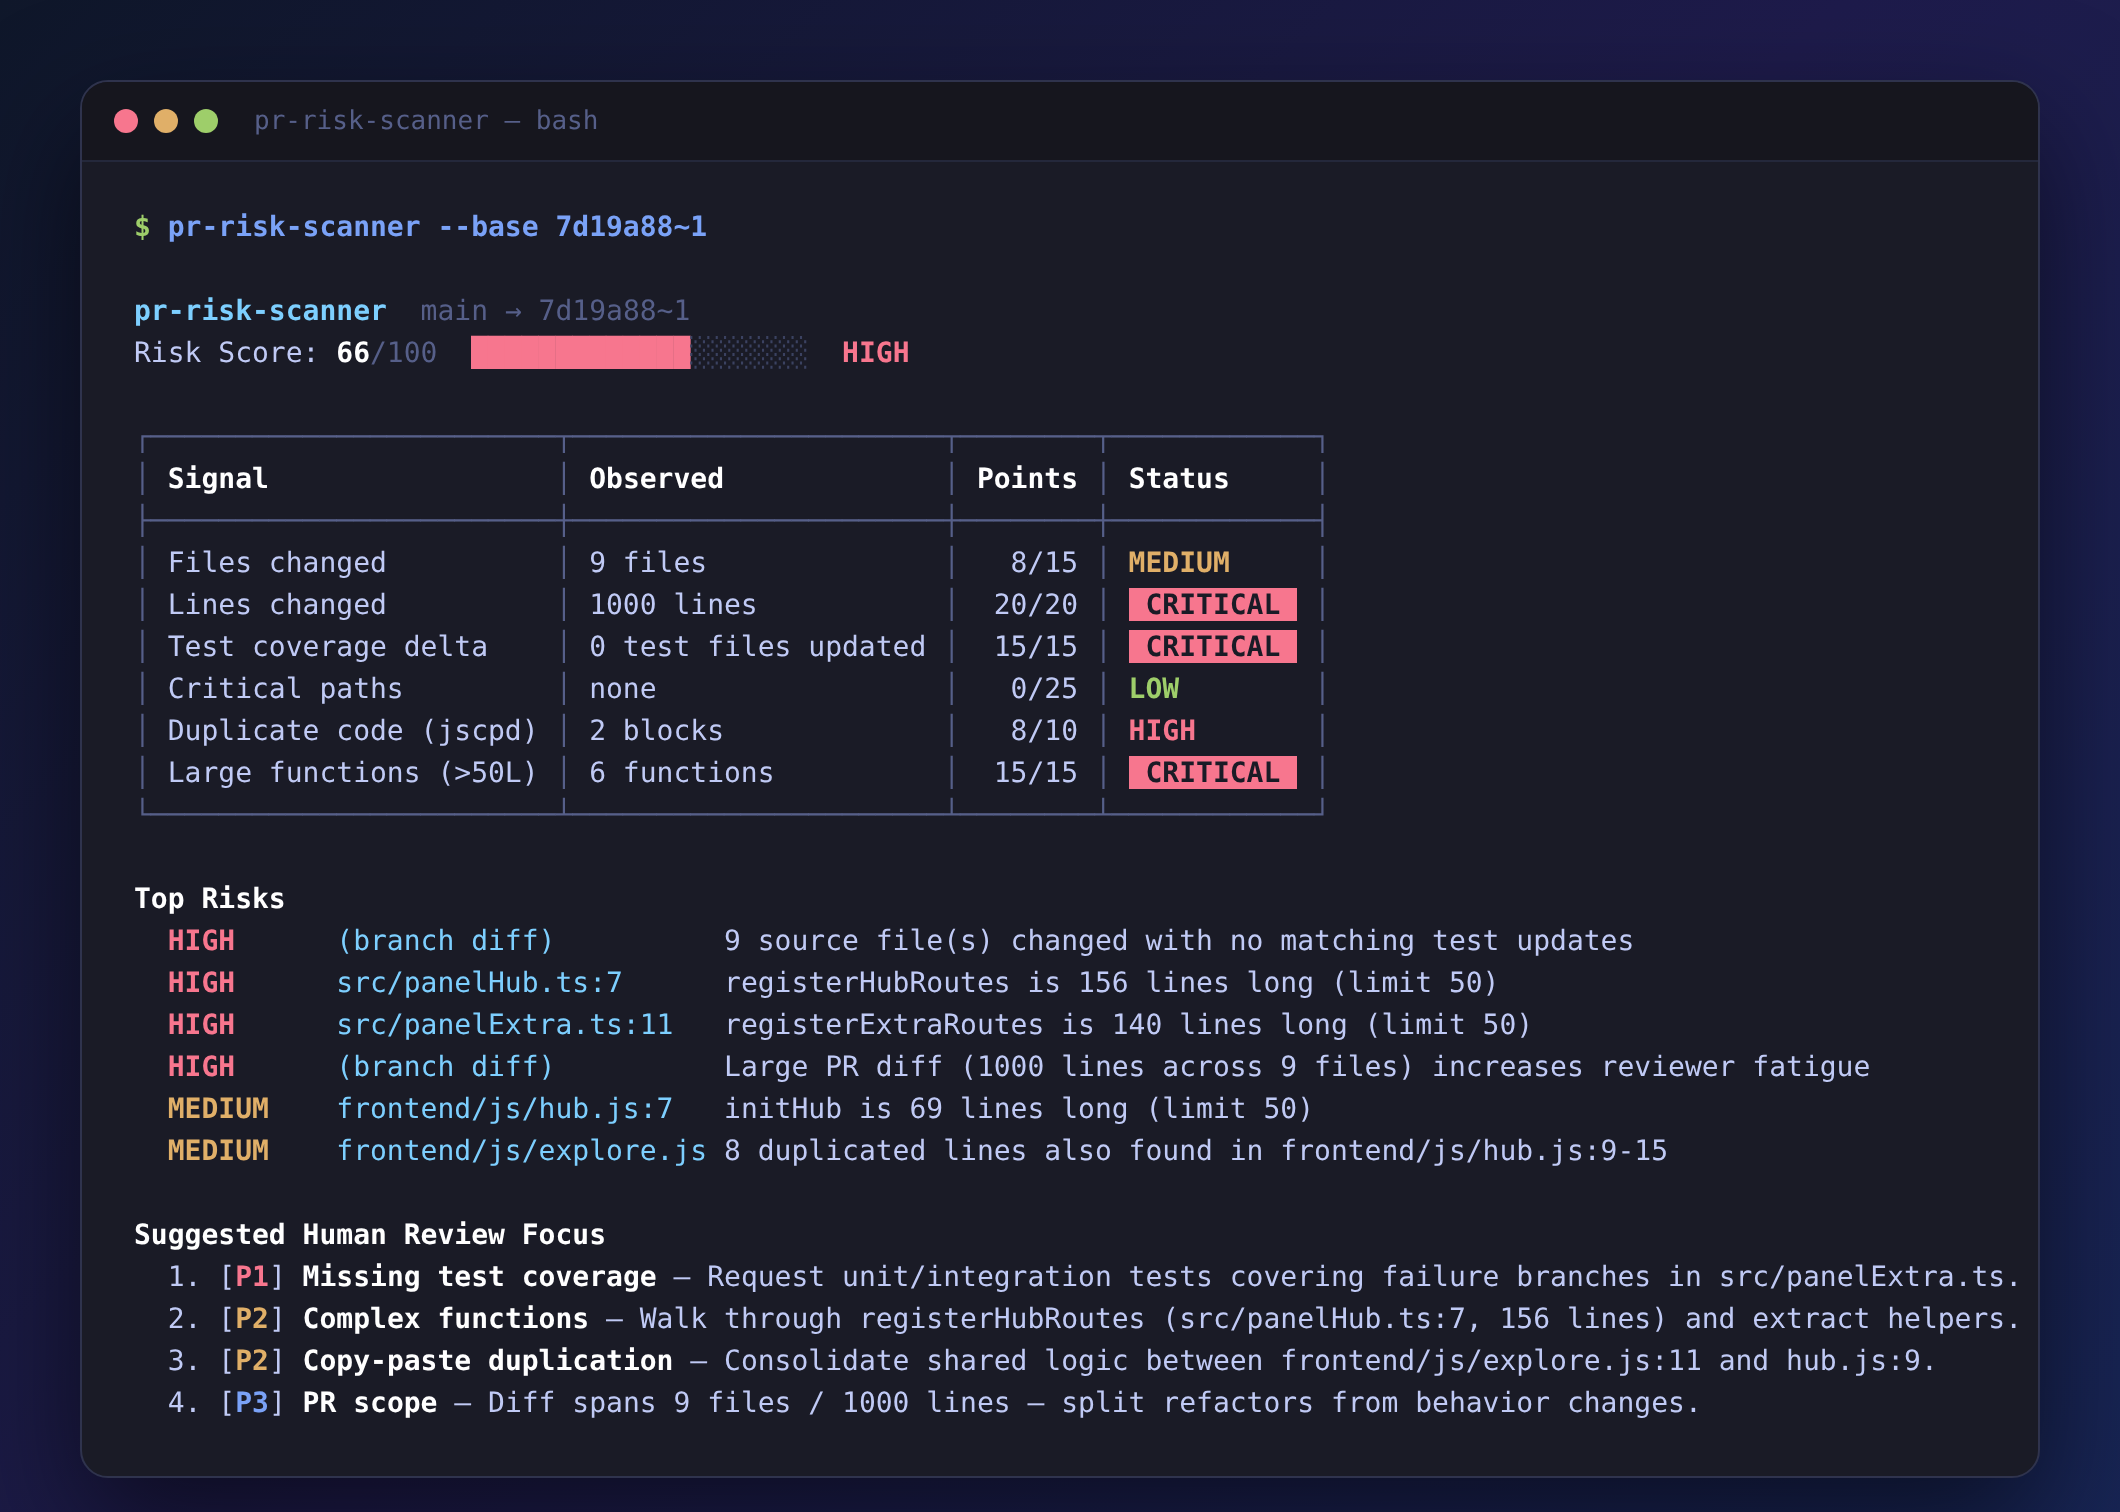 pr-risk-scanner — bash
$ pr-risk-scanner --base 7d19a88~1
pr-risk-scanner main → 7d19a88~1
Risk Score: 66/100 HIGH
Signal Observed Points Status
Files changed 9 files 8/15 MEDIUM
Lines changed 1000 lines 20/20 CRITICAL
Test coverage delta 0 test files updated 15/15 CRITICAL
Critical paths none 0/25 LOW
Duplicate code (jscpd) 2 blocks 8/10 HIGH
Large functions (>50L) 6 functions 15/15 CRITICAL
Top Risks
HIGH (branch diff) 9 source file(s) changed with no matching test updates
HIGH src/panelHub.ts:7 registerHubRoutes is 156 lines long (limit 50)
HIGH src/panelExtra.ts:11 registerExtraRoutes is 140 lines long (limit 50)
HIGH (branch diff) Large PR diff (1000 lines across 9 files) increases reviewer fatigue
MEDIUM frontend/js/hub.js:7 initHub is 69 lines long (limit 50)
MEDIUM frontend/js/explore.js 8 duplicated lines also found in frontend/js/hub.js:9-15
Suggested Human Review Focus
1. [P1] Missing test coverage — Request unit/integration tests covering failure branches in src/panelExtra.ts.
2. [P2] Complex functions — Walk through registerHubRoutes (src/panelHub.ts:7, 156 lines) and extract helpers.
3. [P2] Copy-paste duplication — Consolidate shared logic between frontend/js/explore.js:11 and hub.js:9.
4. [P3] PR scope — Diff spans 9 files / 1000 lines — split refactors from behavior changes.